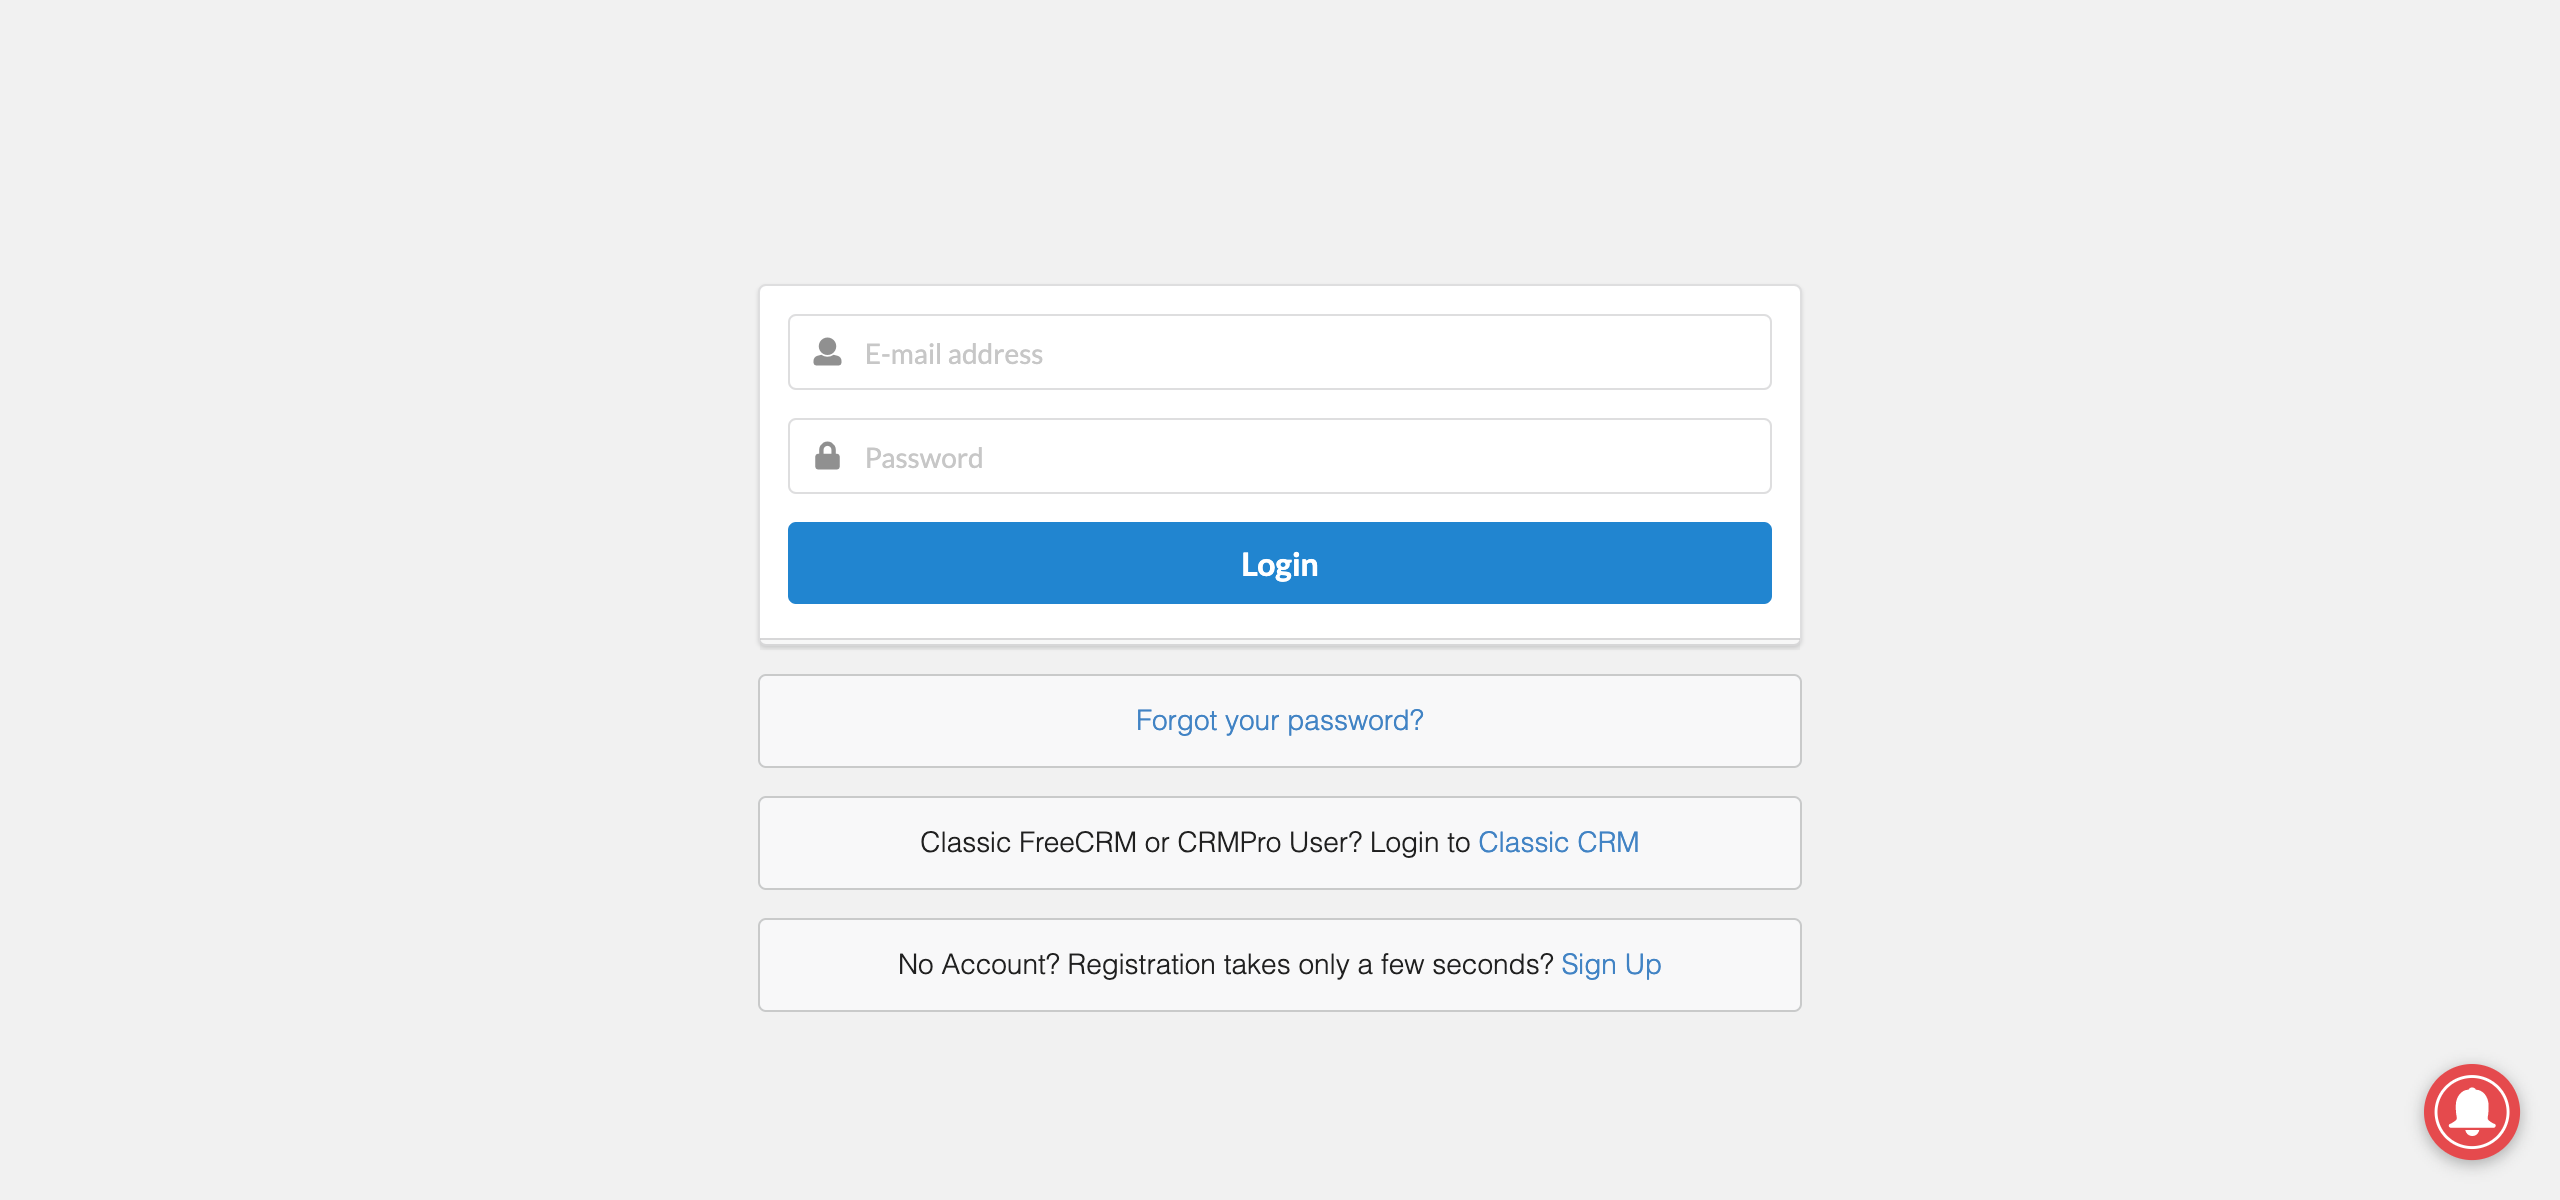 E-mail address
Password
Login
Forgot your password?
Classic FreeCRM or CRMPro User? Login to Classic CRM
No Account? Registration takes only a few seconds? Sign Up